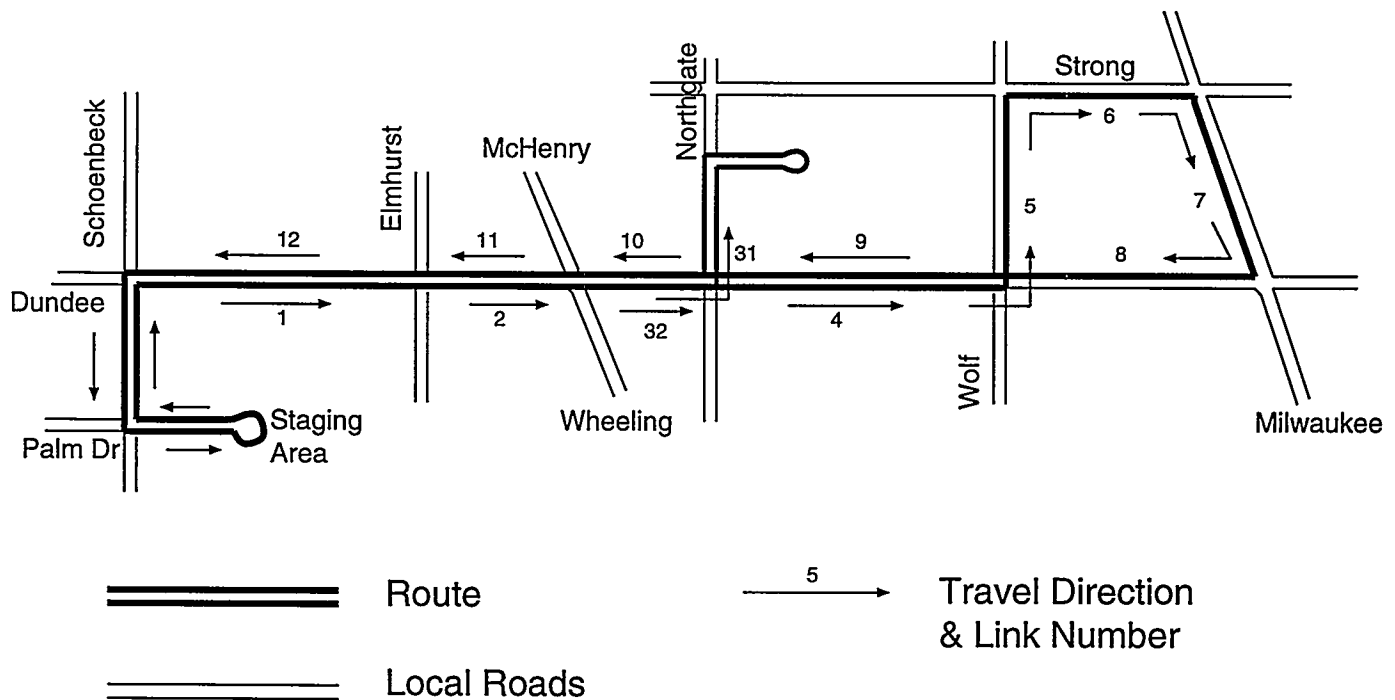 Strong
Schoenbeck
Northgate
6
McHenry
Elmhurst
7
5
12
11
10
31
9
8
Dundee
1
2
32
4
Wolf
Staging
Area
Palm Dr
Wheeling
Milwaukee
Route
5
Travel Direction
& Link Number
Local Roads